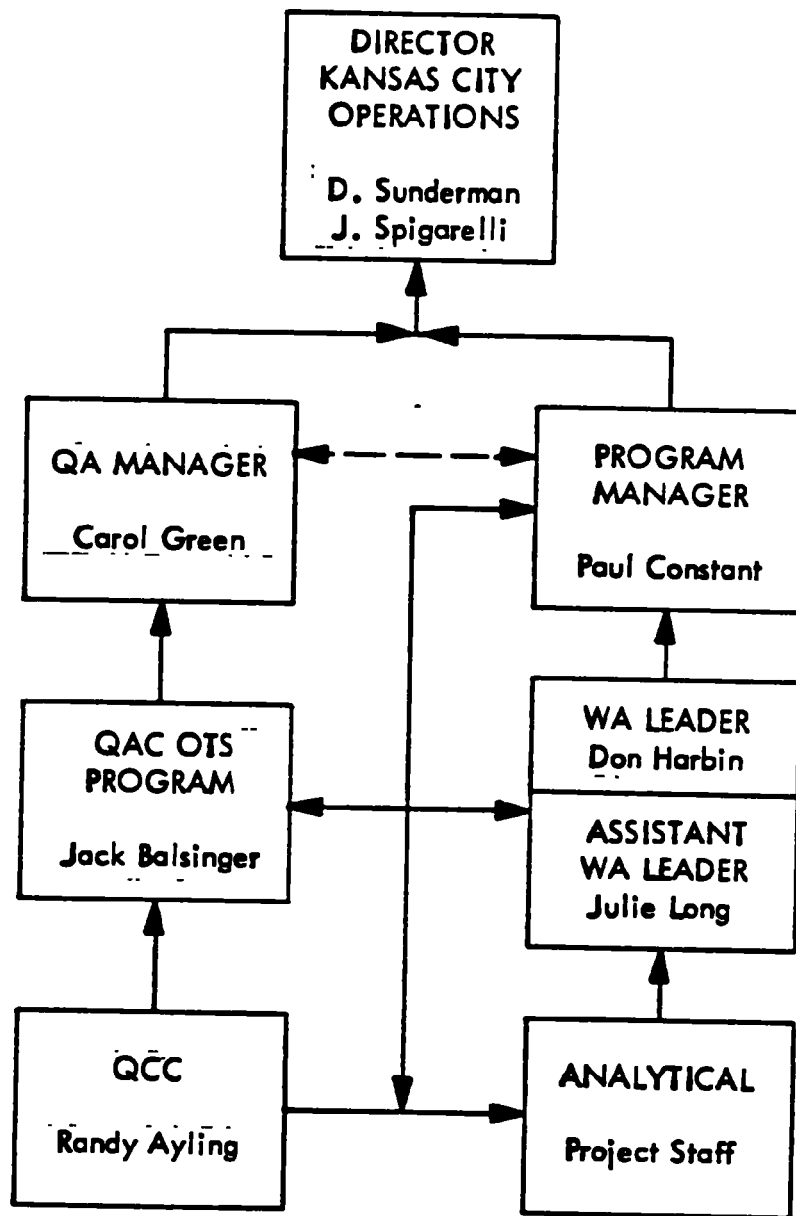 DIRECTOR
KANSAS CITY
OPERATIONS
D. Sunderman
J. Spigarelli
QA MANAGER
Carol Green
PROGRAM
MANAGER
Paul Constant
QAC OTS
PROGRAM
Jack Balsinger
WA LEADER
Don Harbin
ASSISTANT
WA LEADER
Julie Long
QCC
Randy Ayling
ANALYTICAL
Project Staff